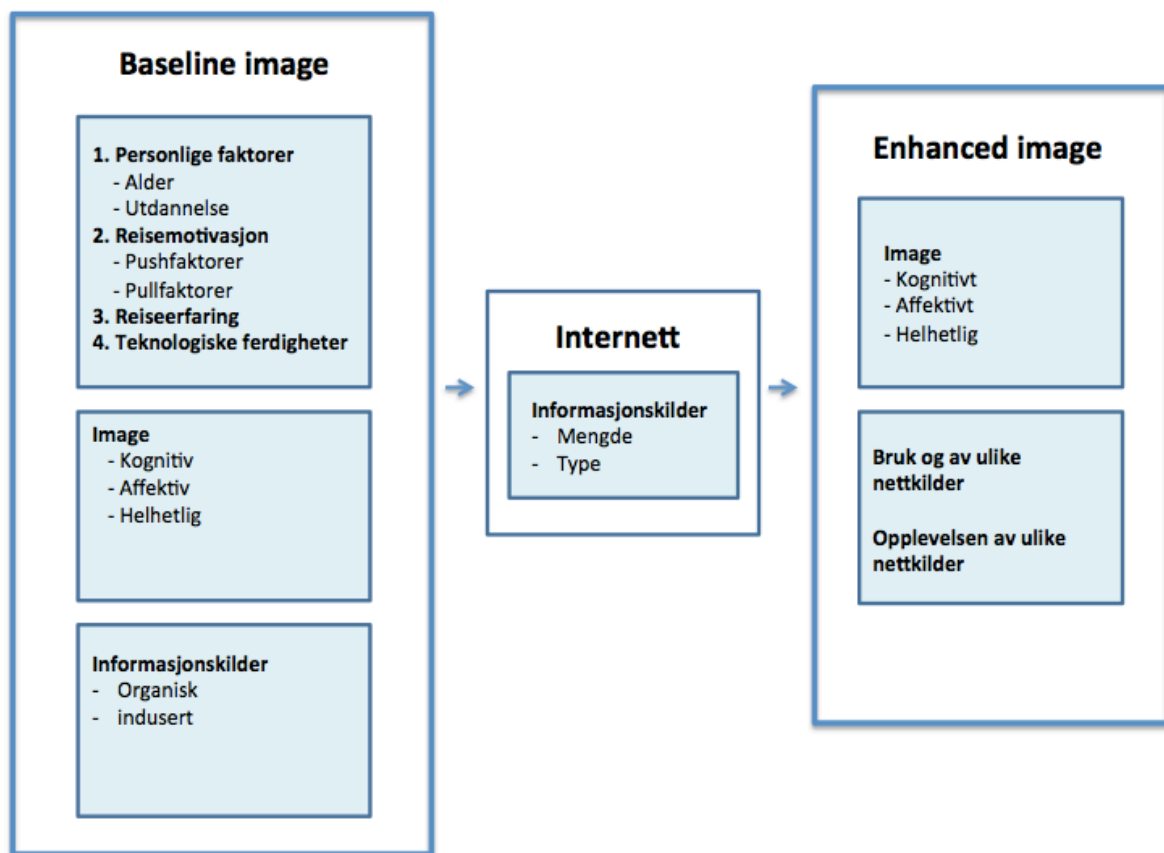 Baseline image
1. Personlige faktorer
- Alder
- Utdannelse
2. Reisemotivasjon
- Pushfaktorer
- Pullfaktorer
3. Reiseerfaring
4. Teknologiske ferdigheter
Image
- Kognitiv
- Affektiv
- Helhetlig
Informasjonskilder
- Organisk
- indusert
Internett
Informasjonskilder
- Mengde
- Type
Enhanced image
Image
- Kognitivt
- Affektivt
- Helhetlig
Bruk og av ulike
nettkilder
Opplevelsen av ulike
nettkilder